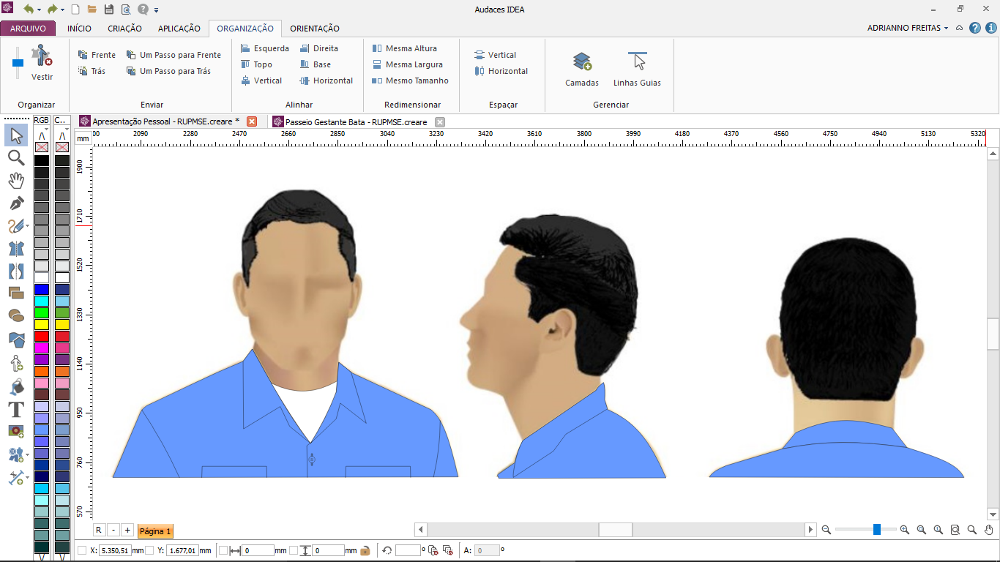 Audaces IDEA
ARQUIVO INÍCIO CRIAÇÃO APLICAÇÃO ORGANIZAÇÃO ORIENTAÇÃO ADRIANNO FREITAS
Vestir
Organizar
Frente Um Passo para Frente
Trás Um Passo para Trás
Enviar
Esquerda Direita
Topo Base
Vertical Horizontal
Alinhar
Mesma Altura
Mesma Largura
Mesmo Tamanho
Redimensionar
Vertical
Horizontal
Espaçar
Camadas Linhas Guias
Gerenciar
RGB C... Apresentação Pessoal - RUPMSE.creare * Passeio Gestante Bata - RUPMSE.creare
mm 00 2090 2280 2470 2660 2850 3040 3230 3420 3610 3800 3990 4180 4370 4560 4750 4940 5130 5320
1900
1710
1520
1330
1140
950
760
570
T
R - + Página 1
X: 5.350,51 mm Y: 1.677,01 mm 0 mm 0 mm ° A: 0 °